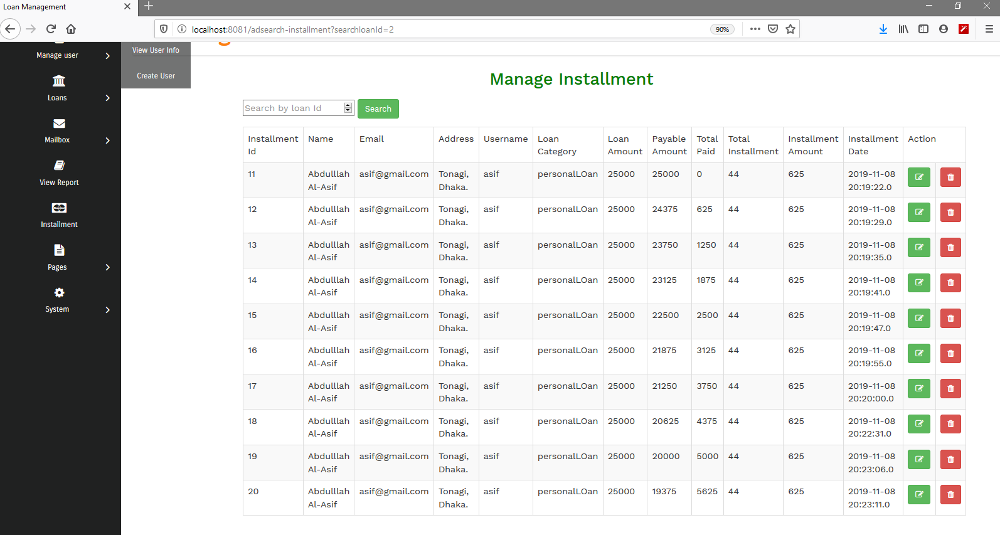 Loan Management
localhost:8081/adsearch-installment?searchloanId=2
90%
Manage user
View User Info
Create User
Loans
Mailbox
View Report
Installment
Pages
System
Manage Installment
Search by loan Id Search
Installment Id Name Email Address Username Loan Category Loan Amount Payable Amount Total Paid Total Installment Installment Amount Installment Date Action
11 Abdulllah Al-Asif asif@gmail.com Tonagi, Dhaka. asif personalLOan 25000 25000 0 44 625 2019-11-08 20:19:22.0
12 Abdulllah Al-Asif asif@gmail.com Tonagi, Dhaka. asif personalLOan 25000 24375 625 44 625 2019-11-08 20:19:29.0
13 Abdulllah Al-Asif asif@gmail.com Tonagi, Dhaka. asif personalLOan 25000 23750 1250 44 625 2019-11-08 20:19:35.0
14 Abdulllah Al-Asif asif@gmail.com Tonagi, Dhaka. asif personalLOan 25000 23125 1875 44 625 2019-11-08 20:19:41.0
15 Abdulllah Al-Asif asif@gmail.com Tonagi, Dhaka. asif personalLOan 25000 22500 2500 44 625 2019-11-08 20:19:47.0
16 Abdulllah Al-Asif asif@gmail.com Tonagi, Dhaka. asif personalLOan 25000 21875 3125 44 625 2019-11-08 20:19:55.0
17 Abdulllah Al-Asif asif@gmail.com Tonagi, Dhaka. asif personalLOan 25000 21250 3750 44 625 2019-11-08 20:20:00.0
18 Abdulllah Al-Asif asif@gmail.com Tonagi, Dhaka. asif personalLOan 25000 20625 4375 44 625 2019-11-08 20:22:31.0
19 Abdulllah Al-Asif asif@gmail.com Tonagi, Dhaka. asif personalLOan 25000 20000 5000 44 625 2019-11-08 20:23:06.0
20 Abdulllah Al-Asif asif@gmail.com Tonagi, Dhaka. asif personalLOan 25000 19375 5625 44 625 2019-11-08 20:23:11.0